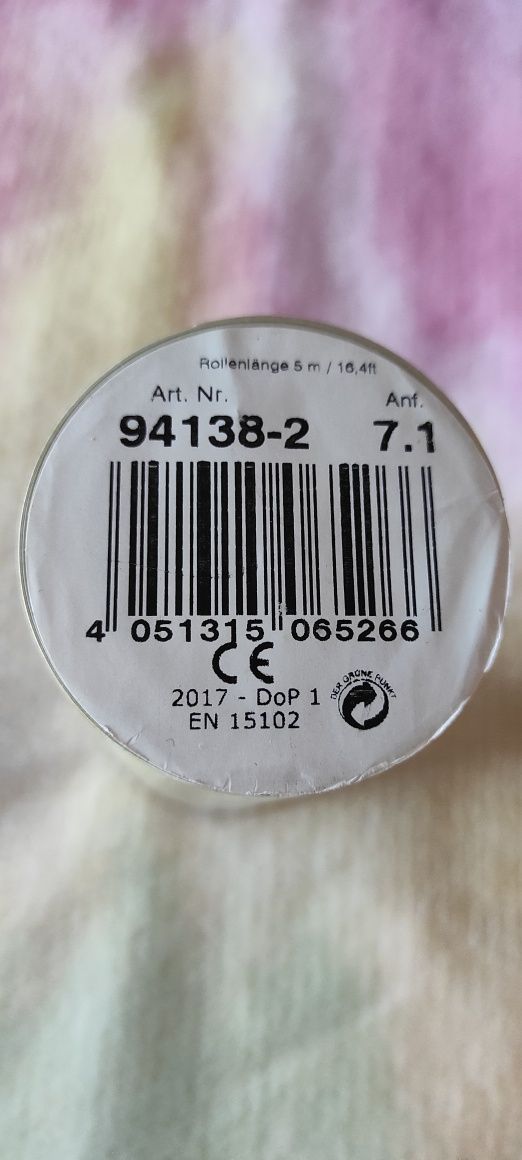 Rollenlänge 5 m / 16,4ft
Art. Nr. Anf.
94138-2 7.1
4 051315 065266
CE
2017 - DoP 1
EN 15102
DER GRÜNE PUNKT